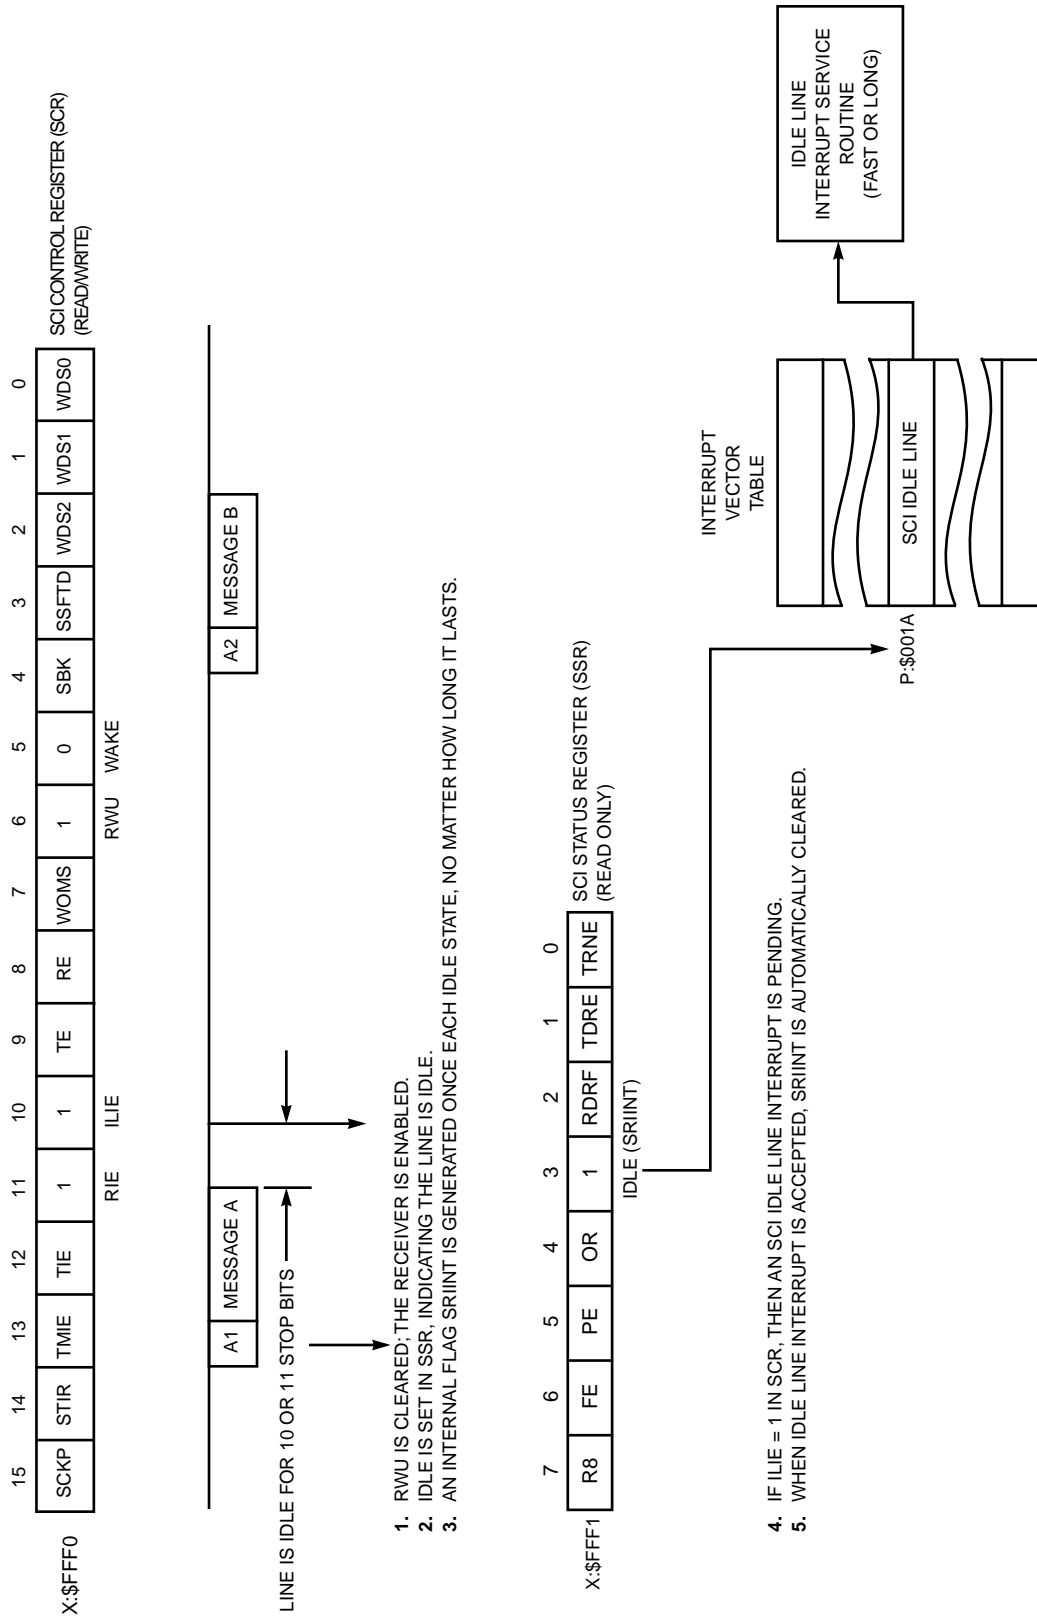 15 14 13 12 11 10 9 8 7 6 5 4 3 2 1 0
X:$FFF0 SCKP STIR TMIE TIE 1 1 TE RE WOMS 1 0 SBK SSFTD WDS2 WDS1 WDS0
SCI CONTROL REGISTER (SCR)
(READ/WRITE)
RIE ILIE RWU WAKE
A1 MESSAGE A A2 MESSAGE B
LINE IS IDLE FOR 10 OR 11 STOP BITS
1. RWU IS CLEARED; THE RECEIVER IS ENABLED.
2. IDLE IS SET IN SSR, INDICATING THE LINE IS IDLE.
3. AN INTERNAL FLAG SRIINT IS GENERATED ONCE EACH IDLE STATE, NO MATTER HOW LONG IT LASTS.
7 6 5 4 3 2 1 0
X:$FFF1 R8 FE PE OR 1 RDRF TDRE TRNE
SCI STATUS REGISTER (SSR)
(READ ONLY)
IDLE (SRIINT)
4. IF ILIE = 1 IN SCR, THEN AN SCI IDLE LINE INTERRUPT IS PENDING.
5. WHEN IDLE LINE INTERRUPT IS ACCEPTED, SRIINT IS AUTOMATICALLY CLEARED.
INTERRUPT
VECTOR
TABLE
P:$001A SCI IDLE LINE
IDLE LINE
INTERRUPT SERVICE
ROUTINE
(FAST OR LONG)